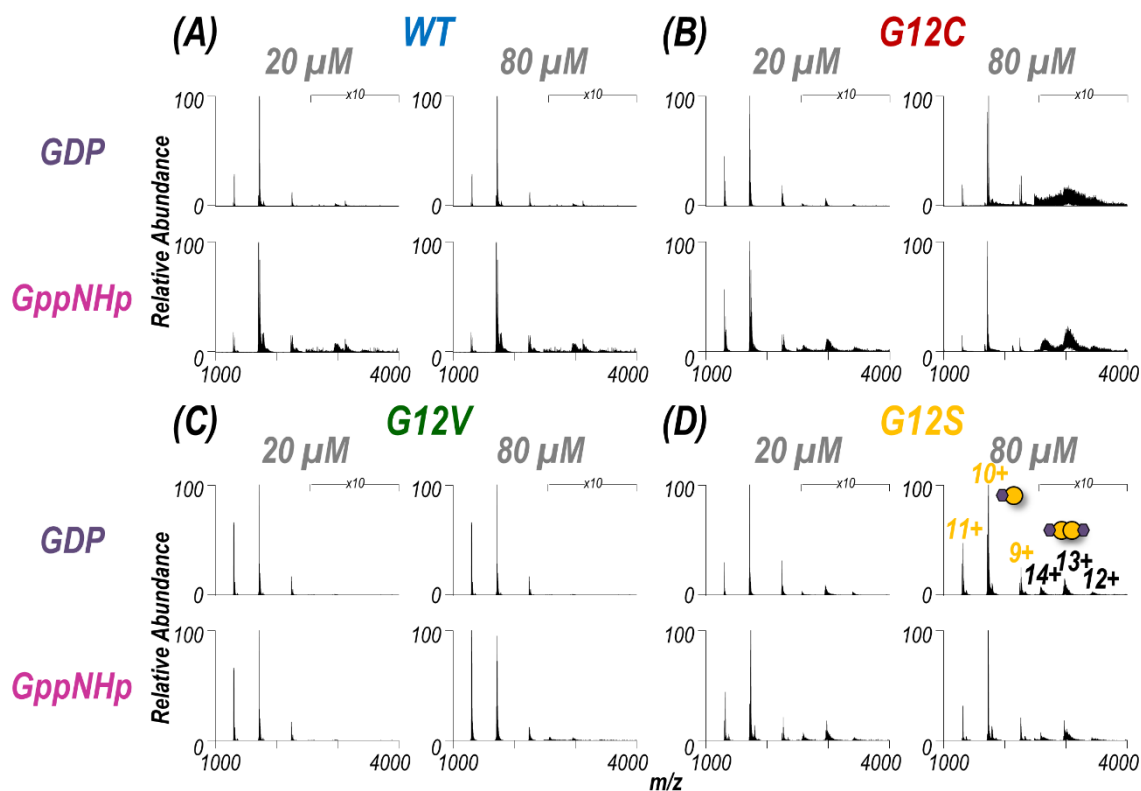 (A) WT (B) G12C
20 µM 80 µM 20 µM 80 µM
x10 x10 x10 x10
GDP
Relative Abundance
100 100 100 100
0 0 0 0
GppNHp
100 100 100 100
0 0 0 0
1000 4000 1000 4000 1000 4000 1000 4000
(C) G12V (D) G12S
20 µM 80 µM 20 µM 80 µM
x10 x10 x10 10+ x10
GDP
Relative Abundance
100 100 100 100
11+ 9+ 14+ 13+ 12+
0 0 0 0
GppNHp
100 100 100 100
0 0 0 0
1000 4000 1000 4000 1000 4000 1000 4000
m/z